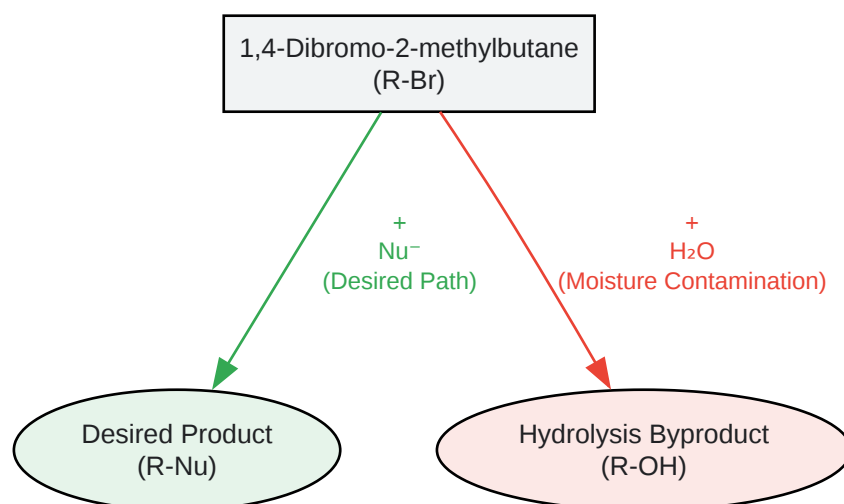 1,4-Dibromo-2-methylbutane
(R-Br)
+
Nu⁻
(Desired Path)
+
H₂O
(Moisture Contamination)
Desired Product
(R-Nu)
Hydrolysis Byproduct
(R-OH)